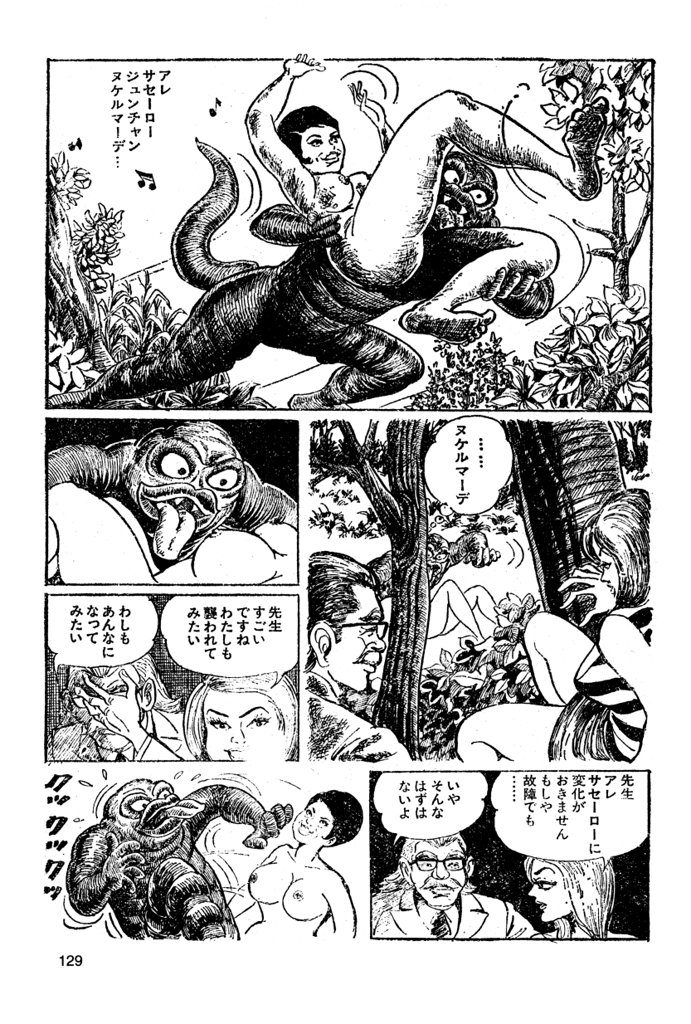 アレ
サセーロー
ジュンチャン
ヌケルマーデ…
……
ヌケルマーデ
先生
すごい
ですね
わたしも
襲われて
みたい
わしも
あんなに
なって
みたい
先生
アレ
サセーローに
変化が
おきません
もしや
故障でも
……
いや
そんな
はずは
ないよ
クックックックッ
129